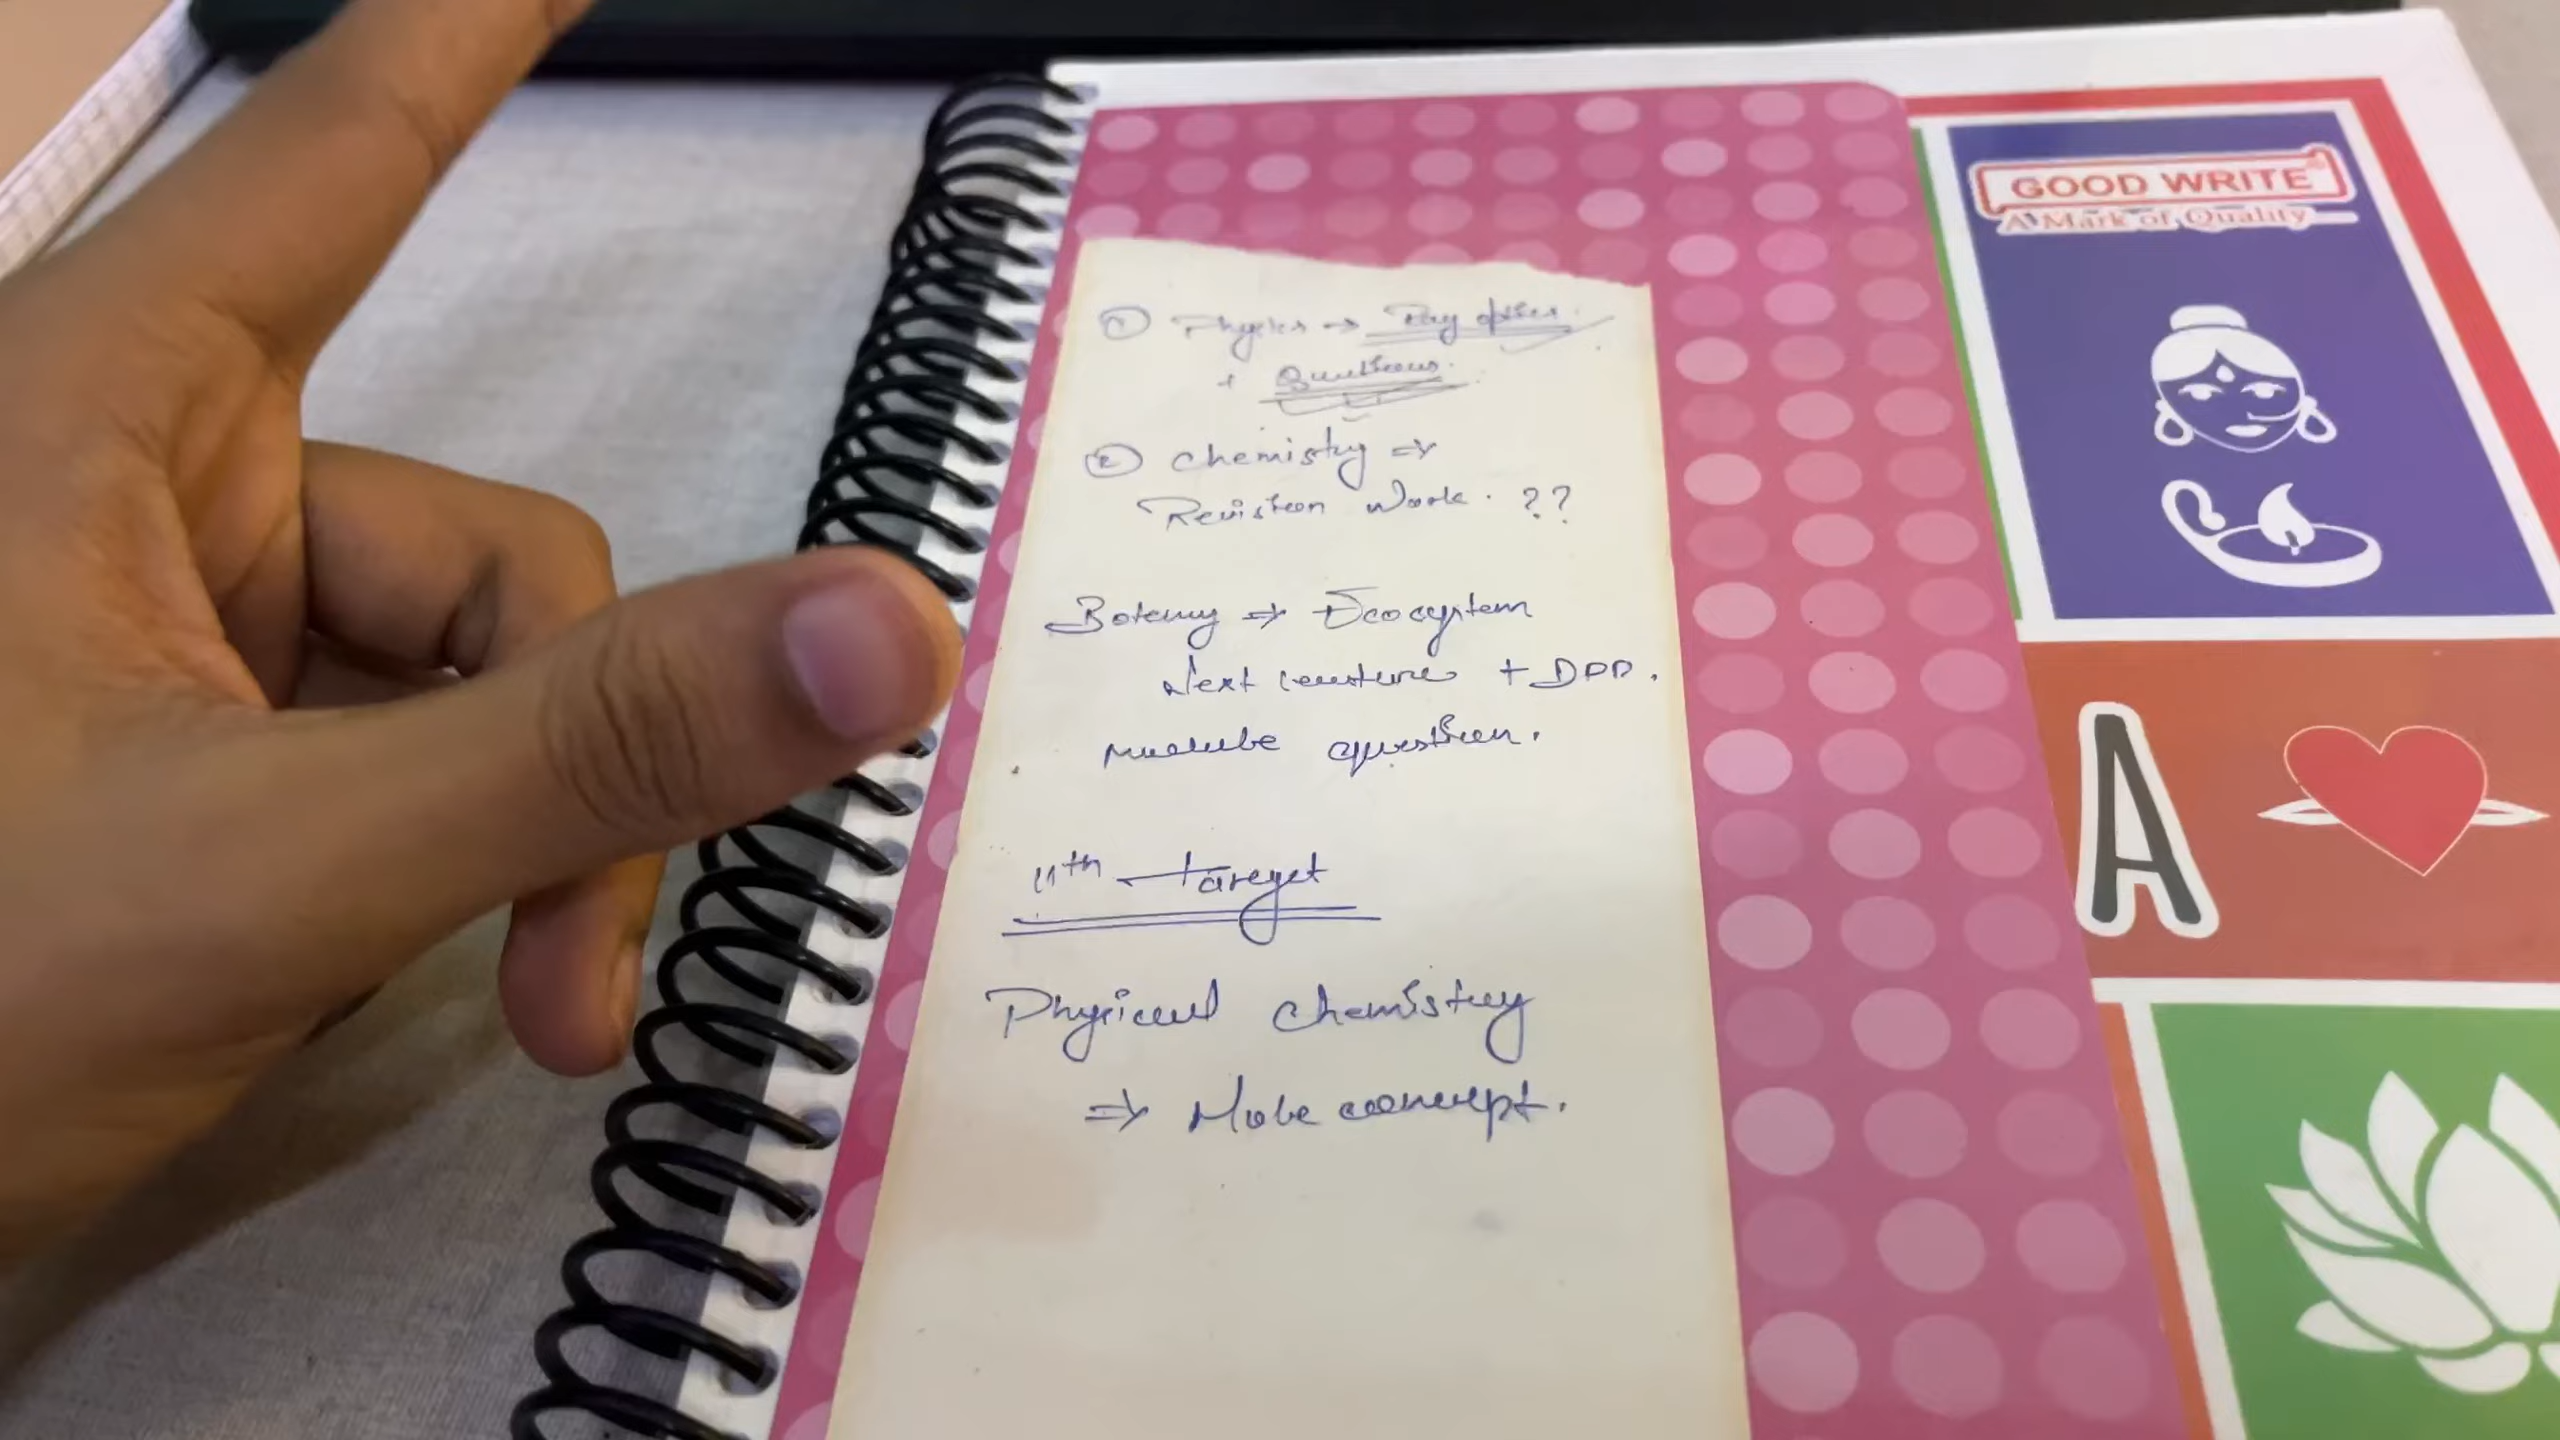 ① Physics → Ray optics.
+ Questions.
② Chemistry ⇒
Revision Work. ??
Botany ⇒ Ecosystem
Next lecture + DPP.
Module question.
11th Target
Physical chemistry
⇒ Mole concept.
GOOD WRITE
A Mark of Quality
A